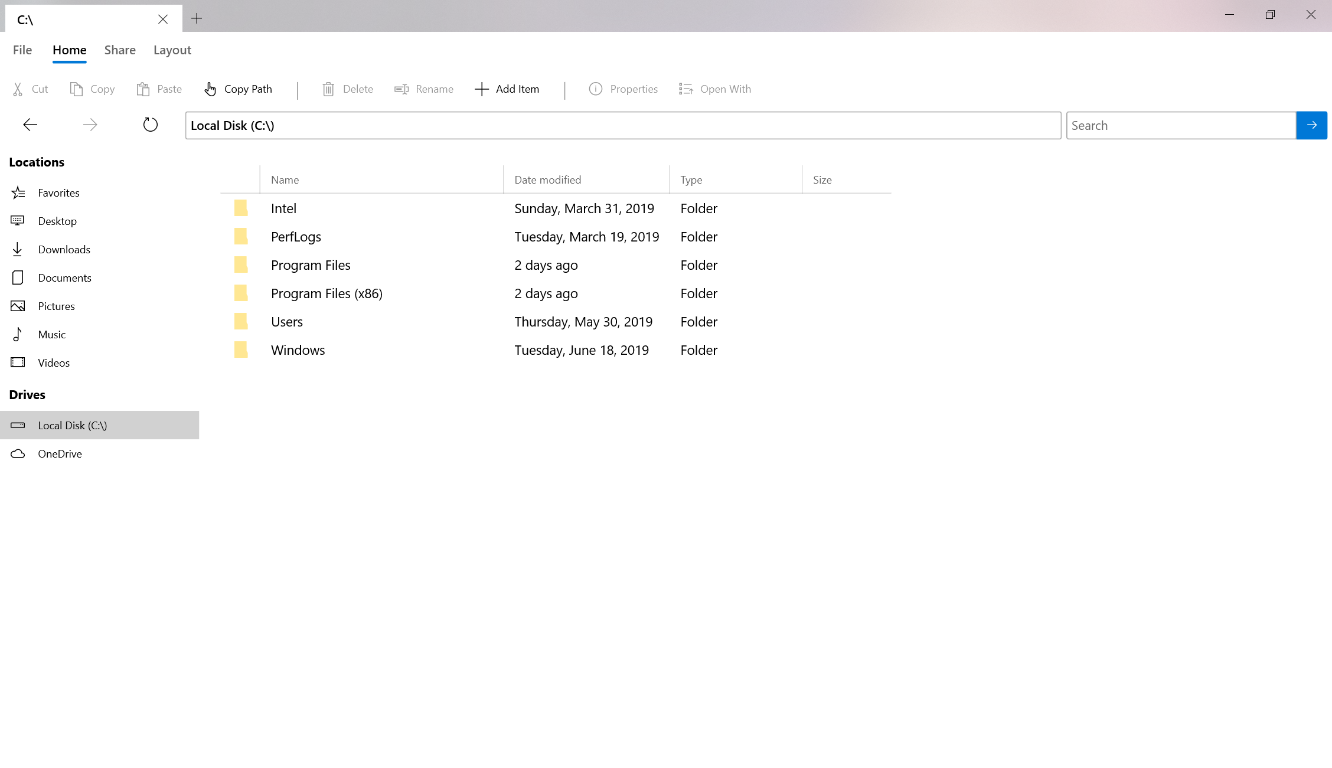 C:\
File Home Share Layout
Cut Copy Paste Copy Path Delete Rename Add Item Properties Open With
Local Disk (C:\) Search
Locations
Favorites
Desktop
Downloads
Documents
Pictures
Music
Videos
Drives
Local Disk (C:\)
OneDrive
Name Date modified Type Size
Intel Sunday, March 31, 2019 Folder
PerfLogs Tuesday, March 19, 2019 Folder
Program Files 2 days ago Folder
Program Files (x86) 2 days ago Folder
Users Thursday, May 30, 2019 Folder
Windows Tuesday, June 18, 2019 Folder